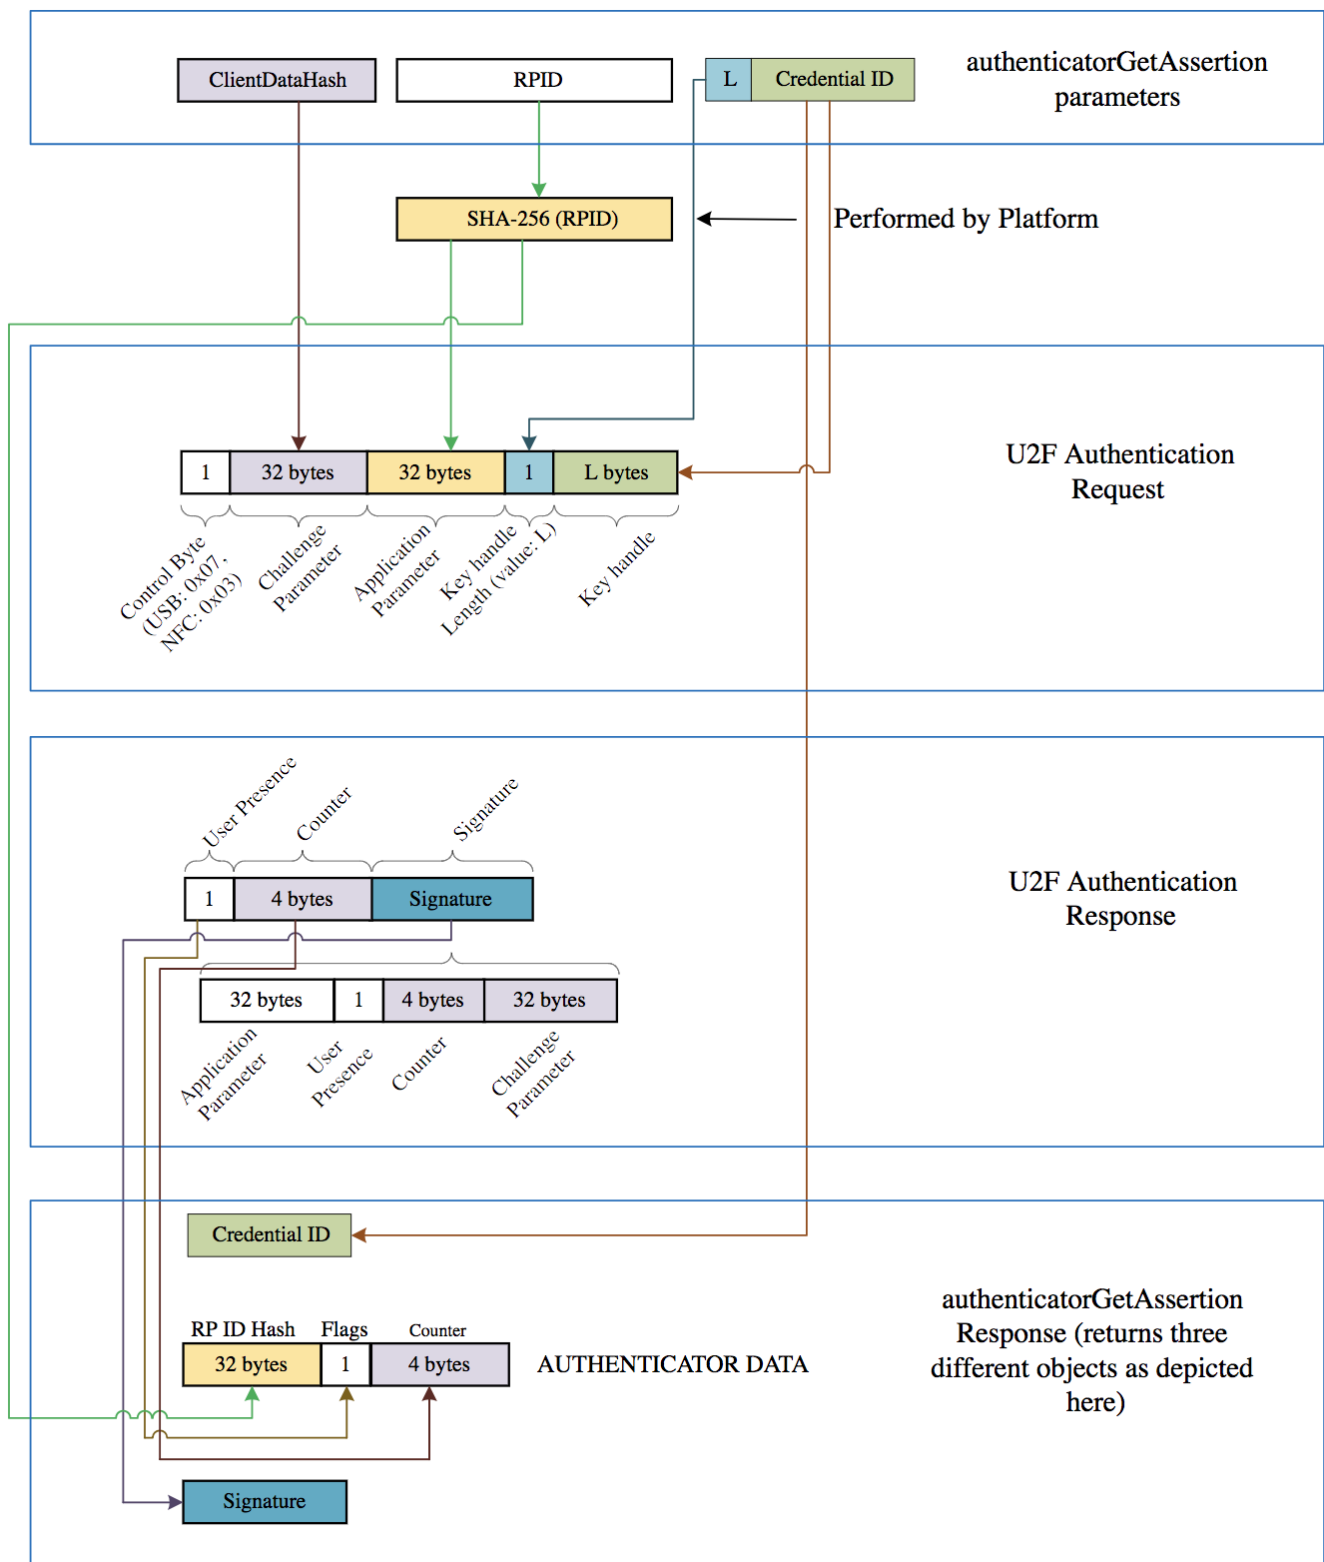 ClientDataHash
RPID
L
Credential ID
authenticatorGetAssertion
parameters
SHA-256 (RPID)
Performed by Platform
1
32 bytes
32 bytes
1
L bytes
U2F Authentication
Request
Control Byte
(USB: 0x07,
NFC: 0x03)
Challenge
Parameter
Application
Parameter
Key handle
Length (value: L)
Key handle
User Presence
Counter
Signature
1
4 bytes
Signature
U2F Authentication
Response
32 bytes
1
4 bytes
32 bytes
Application
Parameter
User
Presence
Counter
Challenge
Parameter
Credential ID
authenticatorGetAssertion
Response (returns three
different objects as depicted
here)
RP ID Hash
Flags
Counter
32 bytes
1
4 bytes
AUTHENTICATOR DATA
Signature